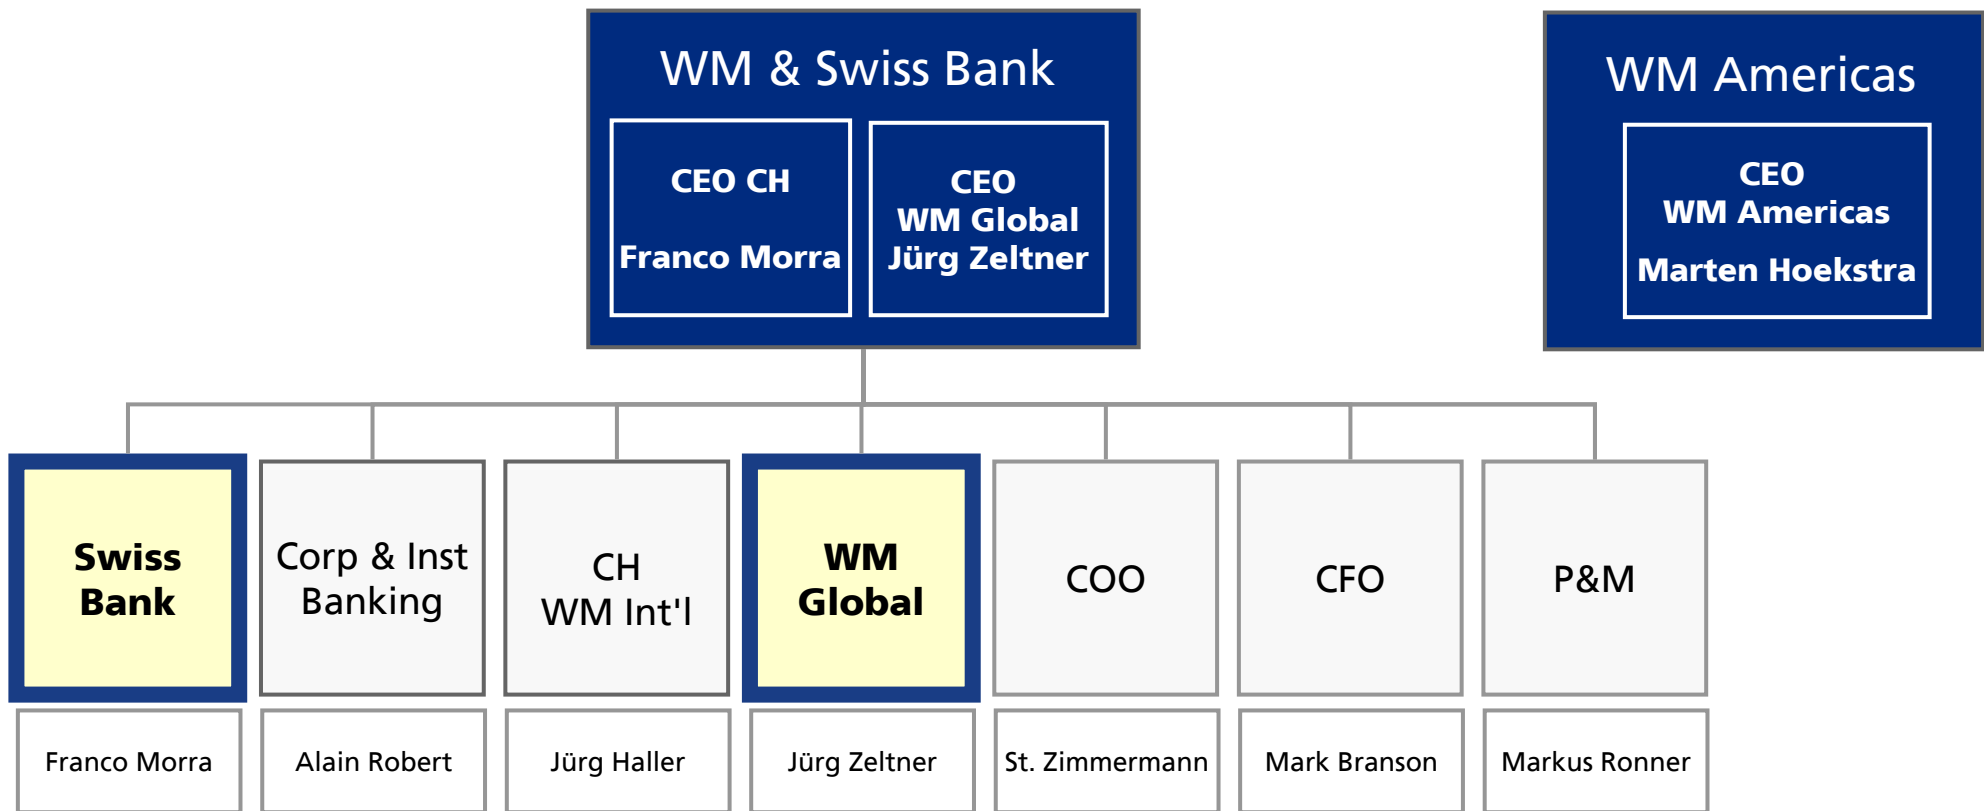 WM & Swiss Bank
CEO CH
Franco Morra
CEO
WM Global
Jürg Zeltner
WM Americas
CEO
WM Americas
Marten Hoekstra
Swiss
Bank
Corp & Inst
Banking
CH
WM Int'l
WM
Global
COO
CFO
P&M
Franco Morra
Alain Robert
Jürg Haller
Jürg Zeltner
St. Zimmermann
Mark Branson
Markus Ronner